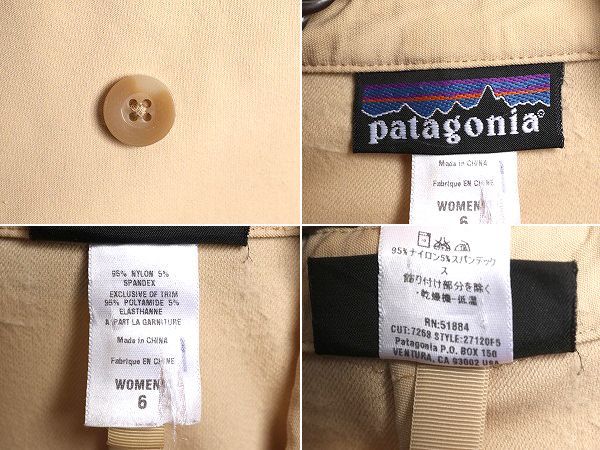 patagonia®
Made in CHINA
Fabriqué EN CHINE
WOMEN
6
95% NYLON 5%
SPANDEX
EXCLUSIVE OF TRIM
95% POLYAMIDE 5%
ELASTHANNE
A PART LA GARNITURE
Made in CHINA
Fabrique EN CHINE
WOMEN
6
95%ナイロン5%スパンデック
ス
飾り付け部分を除く
・乾燥機一低温
RN:51884
CUT:7268 STYLE:27120F5
Patagonia P.O. BOX 150
VENTURA, CA 93002 USA